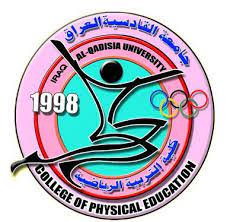 جامعة القادسية العراق
AL-QADISIA UNIVERSITY
IRAQ
1998
كلية التربية الرياضية
COLLEGE OF PHYSICAL EDUCATION